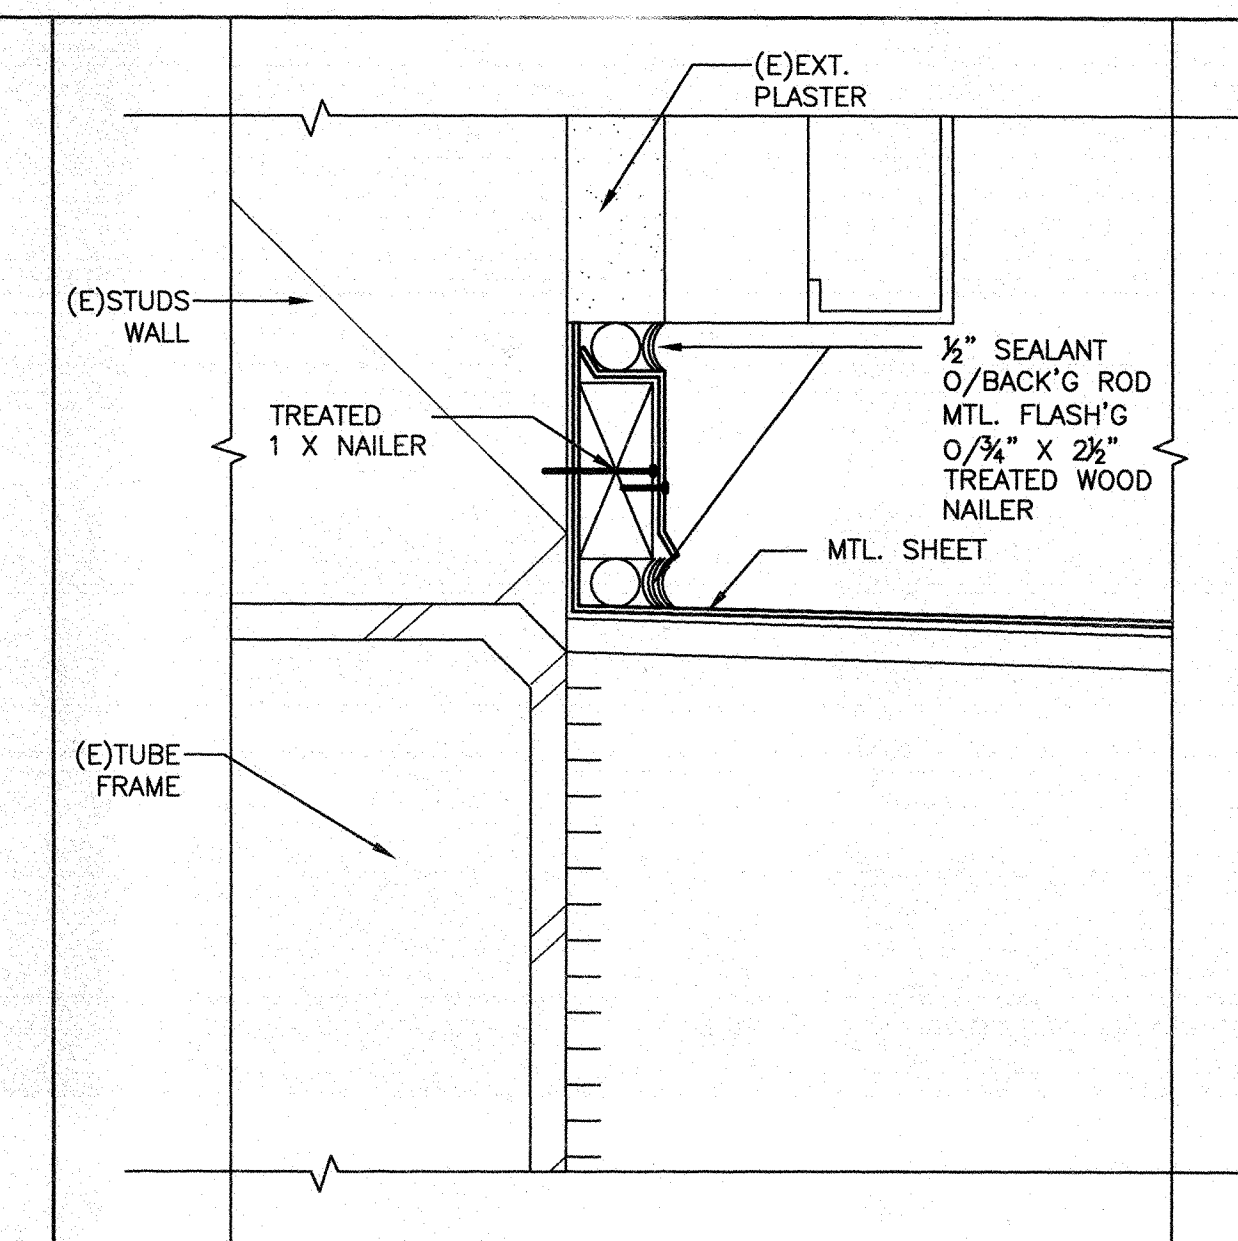 (E)EXT.
PLASTER
(E)STUDS
WALL
½" SEALANT
O/BACK'G ROD
MTL. FLASH'G
O/¾" X 2½"
TREATED WOOD
NAILER
TREATED
1 X NAILER
MTL. SHEET
(E)TUBE
FRAME